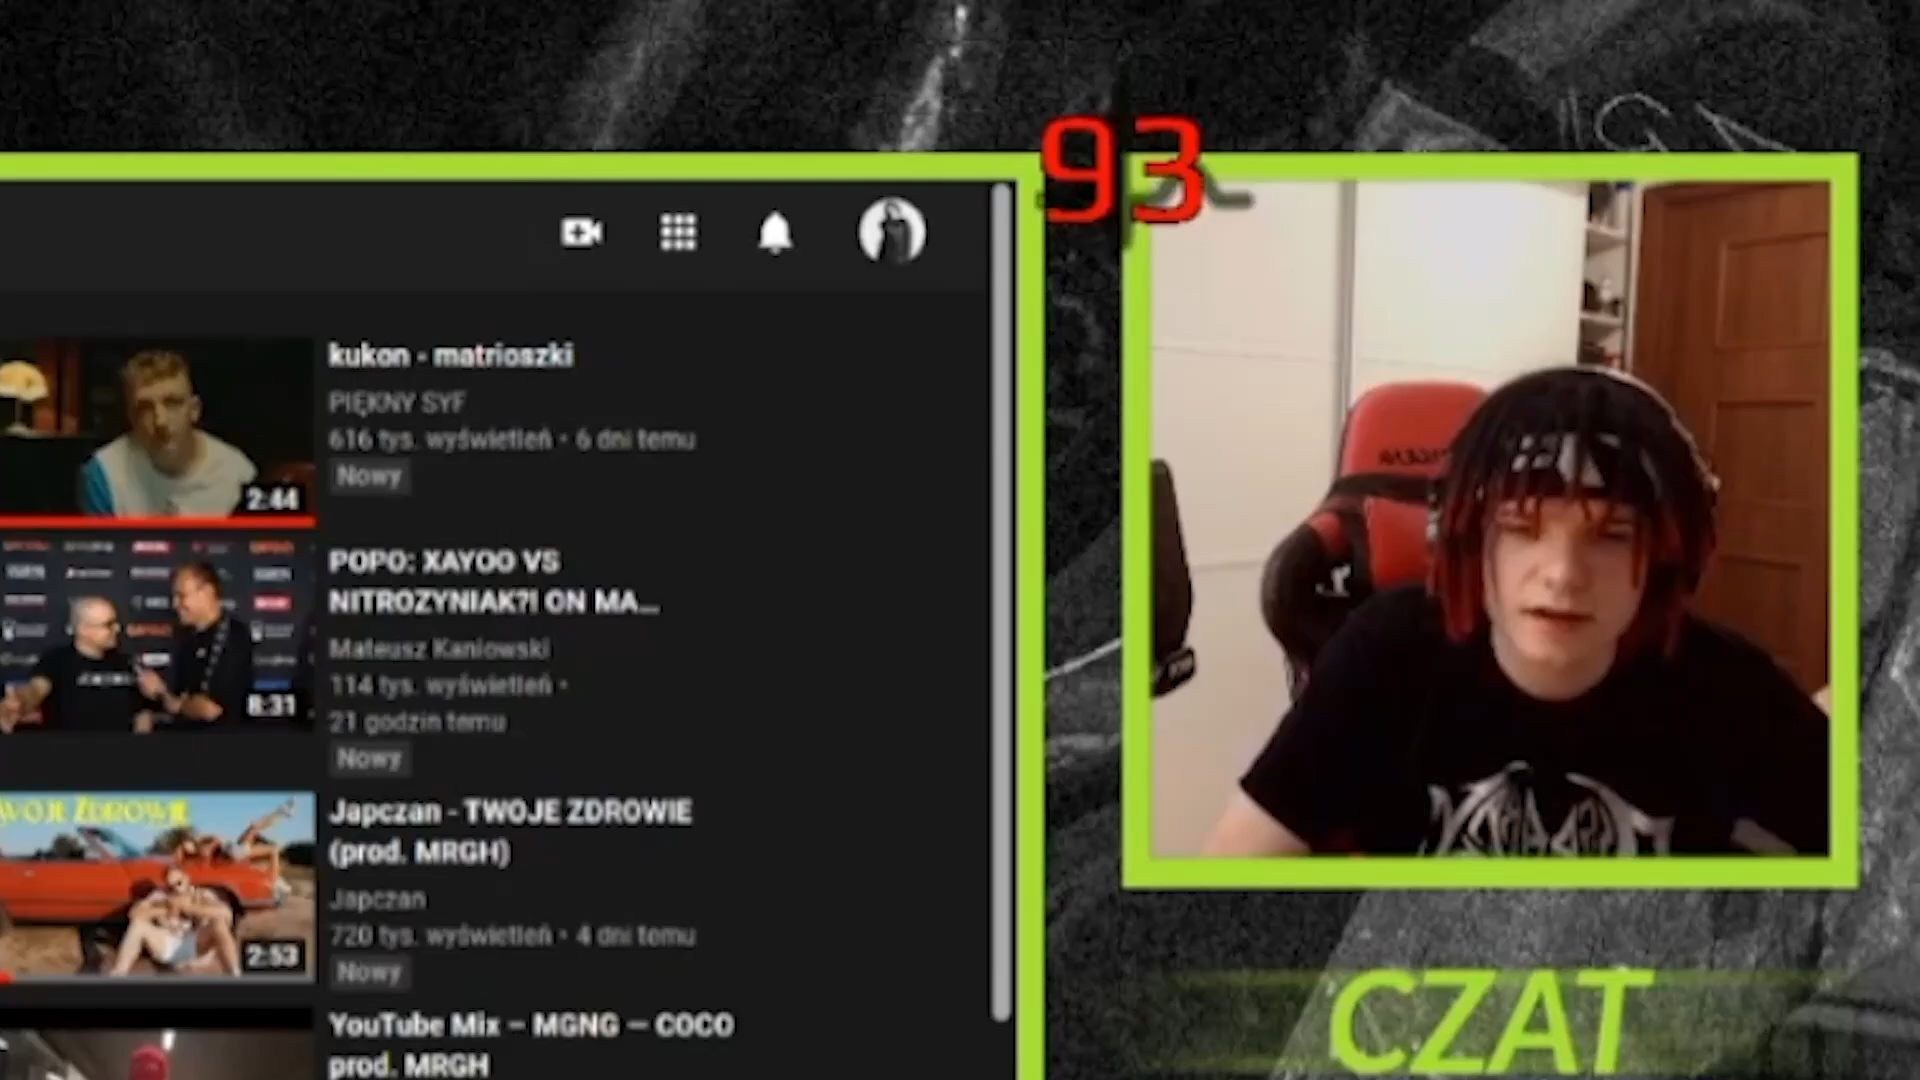 93
kukon - matrioszki
PIĘKNY SYF
616 tys. wyświetleń • 6 dni temu
Nowy
2:44
POPO: XAYOO VS
NITROZYNIAK?! ON MA...
Mateusz Kaniowski
114 tys. wyświetleń •
21 godzin temu
Nowy
8:31
TWOJE ZDROWIE
Japczan - TWOJE ZDROWIE
(prod. MRGH)
Japczan
720 tys. wyświetleń • 4 dni temu
Nowy
2:53
YouTube Mix – MGNG – COCO
prod. MRGH
CZAT